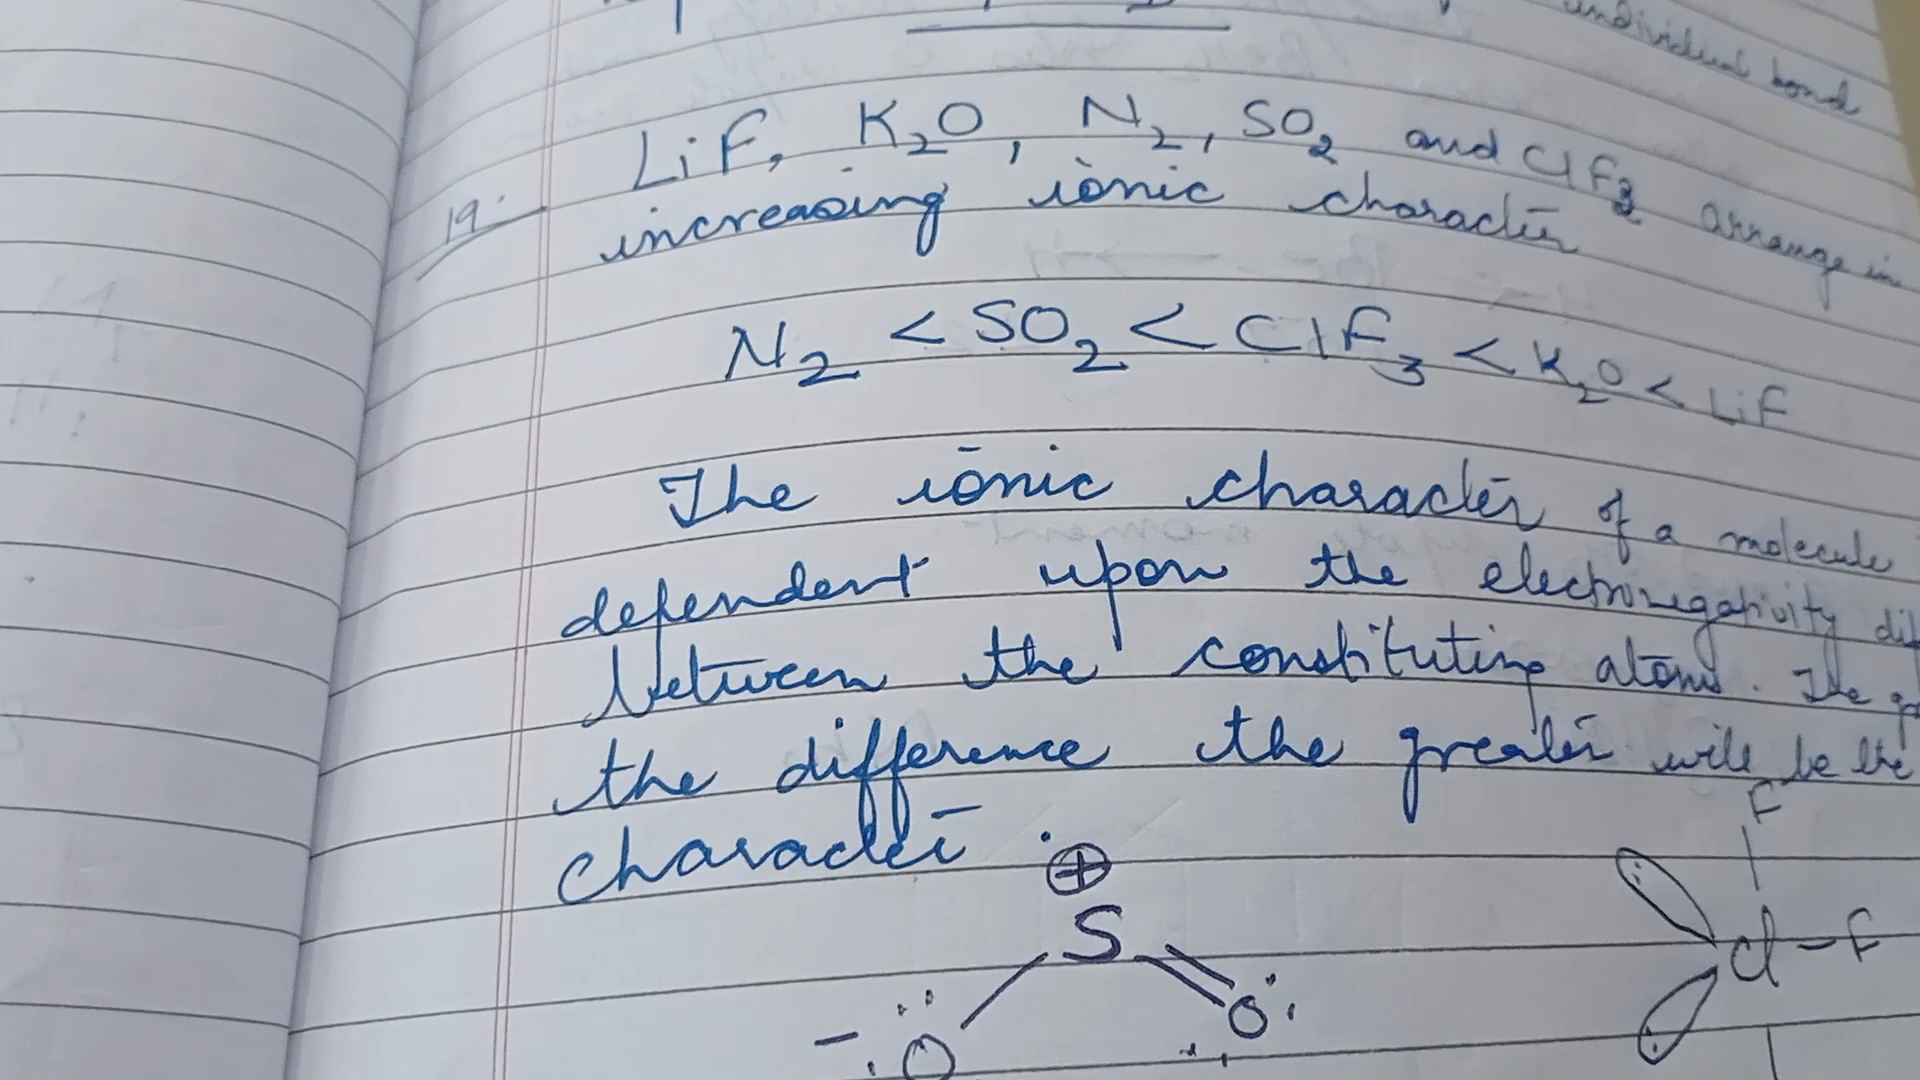 individual bond
19. LiF, K2O, N2, SO2 and ClF3 arrange in
increasing ionic character
N2 < SO2 < ClF3 < K2O < LiF
The ionic character of a molecule
dependent upon the electronegativity dif
between the constituting atoms. The g
the difference the greater will be the
character
⊕
S
F
Cl-F
- O
O